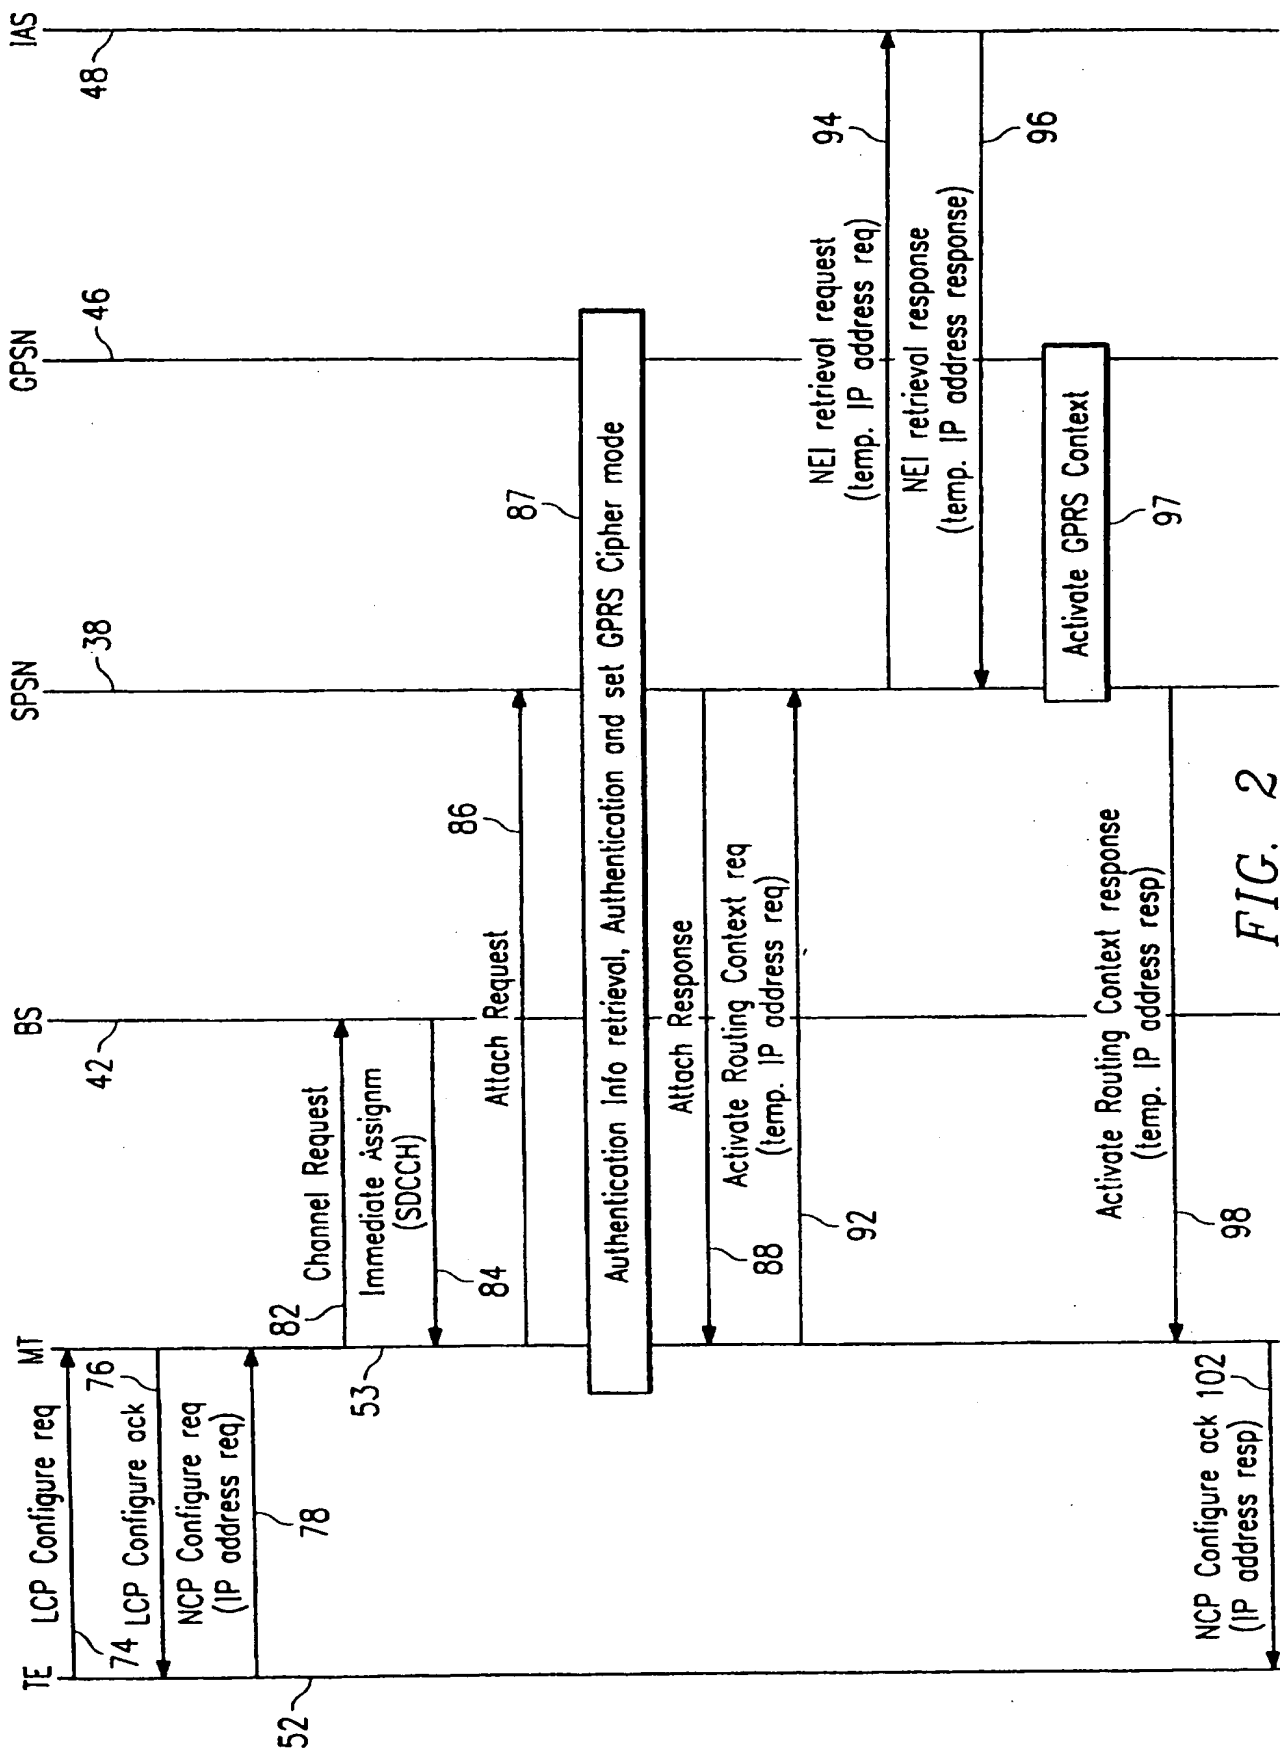 TE
MT
BS
SPSN
GPSN
IAS
52
53
42
38
46
48
LCP Configure req
74
LCP Configure ack
76
NCP Configure req
(IP address req)
78
Channel Request
82
Immediate Assignm
(SDCCH)
84
Attach Request
86
Authentication Info retrieval, Authentication and set GPRS Cipher mode
87
Attach Response
88
Activate Routing Context req
(temp. IP address req)
92
NEI retrieval request
(temp. IP address req)
94
NEI retrieval response
(temp. IP address response)
96
Activate GPRS Context
97
Activate Routing Context response
(temp. IP address resp)
98
NCP Configure ack 102
(IP address resp)
FIG. 2